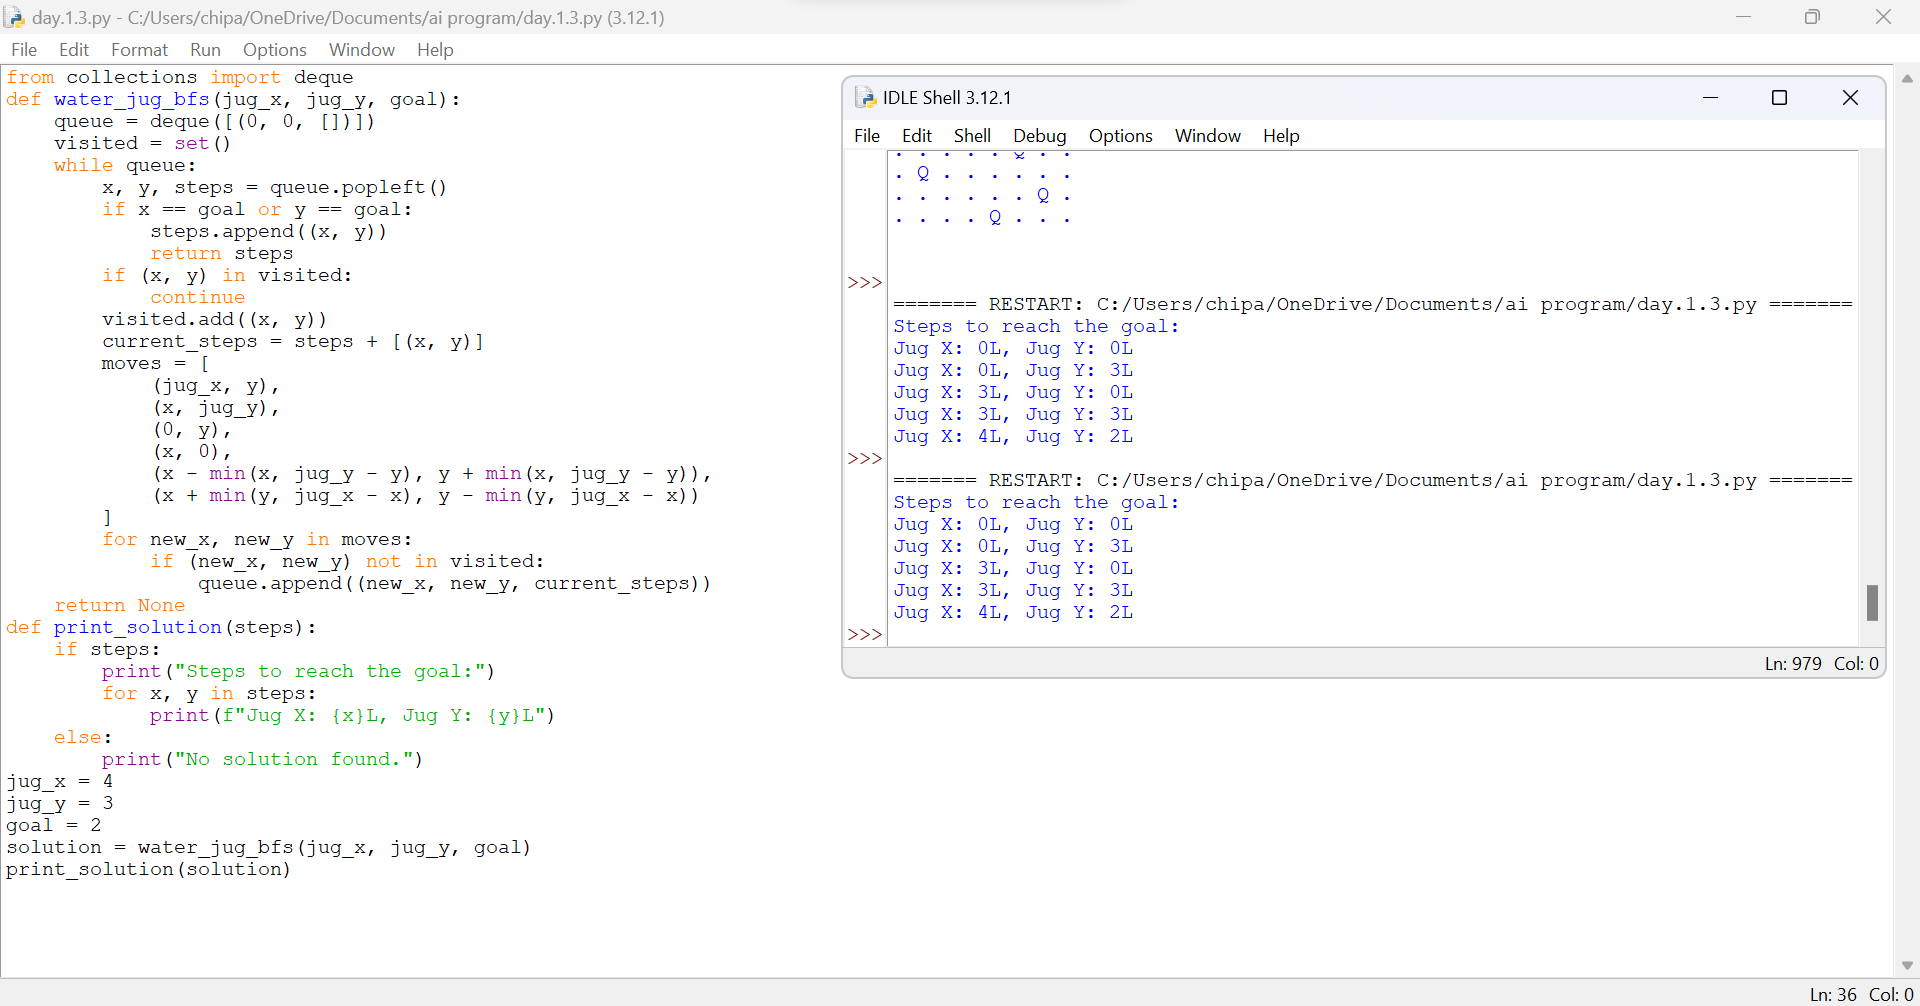 day.1.3.py - C:/Users/chipa/OneDrive/Documents/ai program/day.1.3.py (3.12.1)
File Edit Format Run Options Window Help
from collections import deque
def water_jug_bfs(jug_x, jug_y, goal):
    queue = deque([(0, 0, [])])
    visited = set()
    while queue:
        x, y, steps = queue.popleft()
        if x == goal or y == goal:
            steps.append((x, y))
            return steps
        if (x, y) in visited:
            continue
        visited.add((x, y))
        current_steps = steps + [(x, y)]
        moves = [
            (jug_x, y),
            (x, jug_y),
            (0, y),
            (x, 0),
            (x - min(x, jug_y - y), y + min(x, jug_y - y)),
            (x + min(y, jug_x - x), y - min(y, jug_x - x))
        ]
        for new_x, new_y in moves:
            if (new_x, new_y) not in visited:
                queue.append((new_x, new_y, current_steps))
    return None
def print_solution(steps):
    if steps:
        print("Steps to reach the goal:")
        for x, y in steps:
            print(f"Jug X: {x}L, Jug Y: {y}L")
    else:
        print("No solution found.")
jug_x = 4
jug_y = 3
goal = 2
solution = water_jug_bfs(jug_x, jug_y, goal)
print_solution(solution)
IDLE Shell 3.12.1
File Edit Shell Debug Options Window Help
. . . . . Q . .
. Q . . . . . .
. . . . . . Q .
. . . . Q . . .
>>>
======= RESTART: C:/Users/chipa/OneDrive/Documents/ai program/day.1.3.py =======
Steps to reach the goal:
Jug X: 0L, Jug Y: 0L
Jug X: 0L, Jug Y: 3L
Jug X: 3L, Jug Y: 0L
Jug X: 3L, Jug Y: 3L
Jug X: 4L, Jug Y: 2L
>>>
======= RESTART: C:/Users/chipa/OneDrive/Documents/ai program/day.1.3.py =======
Steps to reach the goal:
Jug X: 0L, Jug Y: 0L
Jug X: 0L, Jug Y: 3L
Jug X: 3L, Jug Y: 0L
Jug X: 3L, Jug Y: 3L
Jug X: 4L, Jug Y: 2L
>>>
Ln: 979 Col: 0
Ln: 36 Col: 0